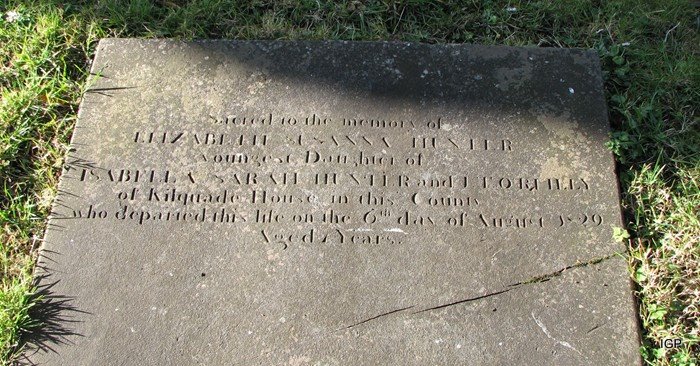 Sacred to the memory of
ELIZABETH SUSANNA HUNTER
Youngest Daughter of
ISABELLA SARAH HUNTER and
of Kilquade House in this County
who departed this life on the 6th day of August 1829
Aged Years.
IGP